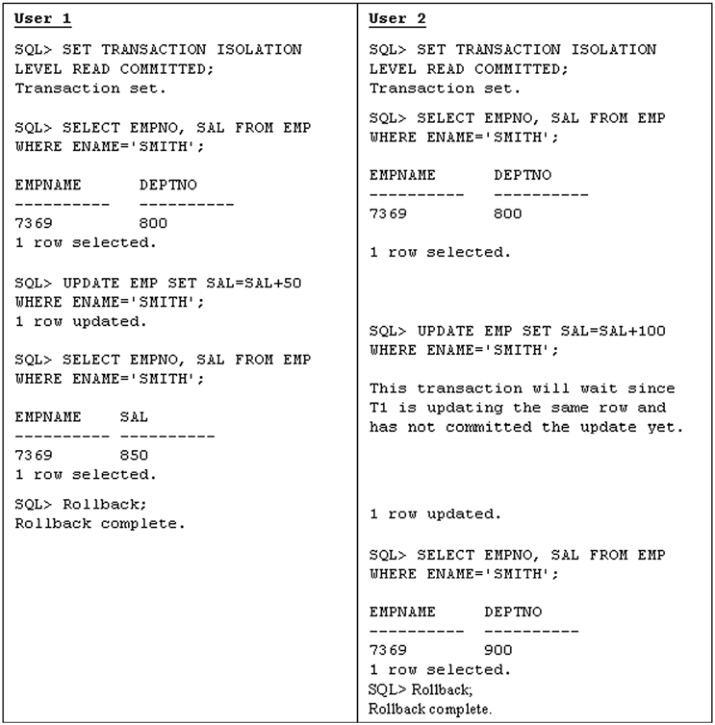 User 1
SQL> SET TRANSACTION ISOLATION
LEVEL READ COMMITTED;
Transaction set.
SQL> SELECT EMPNO, SAL FROM EMP
WHERE ENAME='SMITH';
EMPNAME DEPTNO
---------- ----------
7369 800
1 row selected.
SQL> UPDATE EMP SET SAL=SAL+50
WHERE ENAME='SMITH';
1 row updated.
SQL> SELECT EMPNO, SAL FROM EMP
WHERE ENAME='SMITH';
EMPNAME SAL
---------- ----------
7369 850
1 row selected.
SQL> Rollback;
Rollback complete.
User 2
SQL> SET TRANSACTION ISOLATION
LEVEL READ COMMITTED;
Transaction set.
SQL> SELECT EMPNO, SAL FROM EMP
WHERE ENAME='SMITH';
EMPNAME DEPTNO
---------- ----------
7369 800
1 row selected.
SQL> UPDATE EMP SET SAL=SAL+100
WHERE ENAME='SMITH';
This transaction will wait since
T1 is updating the same row and
has not committed the update yet.
1 row updated.
SQL> SELECT EMPNO, SAL FROM EMP
WHERE ENAME='SMITH';
EMPNAME DEPTNO
---------- ----------
7369 900
1 row selected.
SQL> Rollback;
Rollback complete.